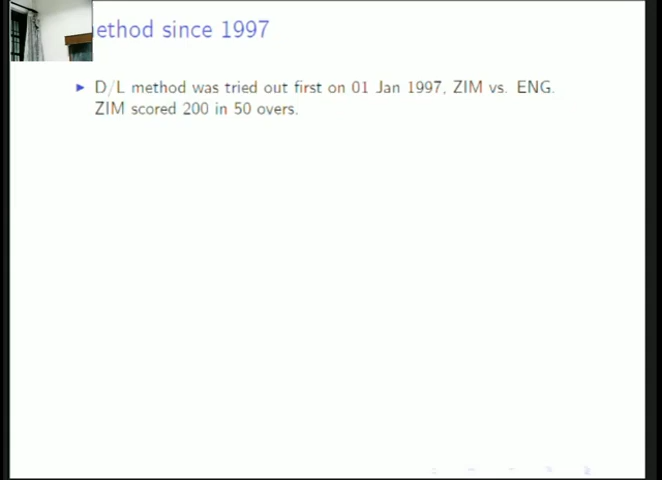 ethod since 1997
D/L method was tried out first on 01 Jan 1997, ZIM vs. ENG.
ZIM scored 200 in 50 overs.